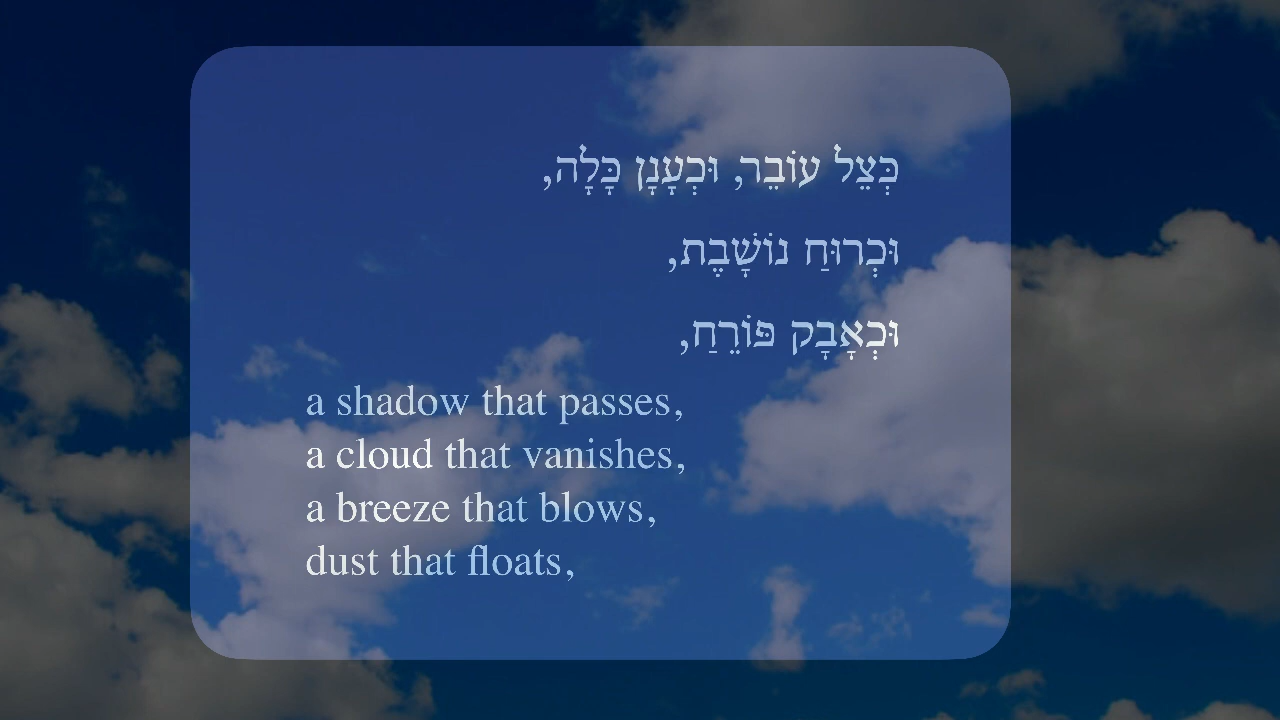 כְּצֵל עוֹבֵר, וּכְעָנָן כָּלָה,
וּכְרוּחַ נוֹשָׁבֶת,
וּכְאָבָק פּוֹרֵחַ,
a shadow that passes,
a cloud that vanishes,
a breeze that blows,
dust that floats,